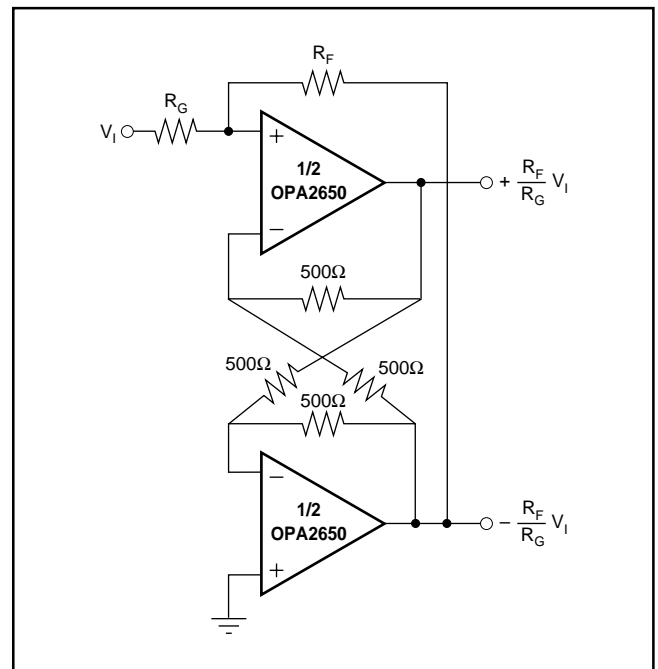 R_F
R_G
V_I
+
1/2
OPA2650
−
+ R_F/R_G V_I
500Ω
500Ω
500Ω
500Ω
−
1/2
OPA2650
+
− R_F/R_G V_I